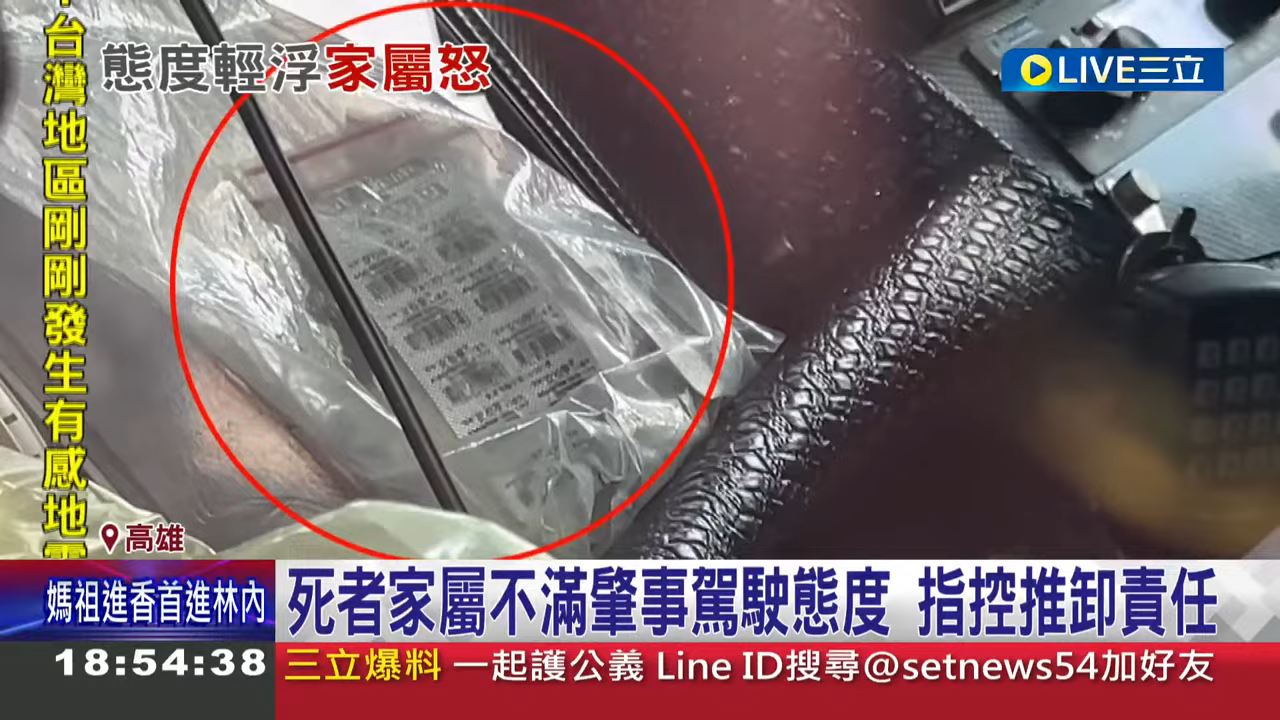 台灣地區剛剛發生有感地
態度輕浮家屬怒
LIVE三立
高雄
媽祖進香首進林內
死者家屬不滿肇事駕駛態度 指控推卸責任
18:54:38
三立爆料 一起護公義 Line ID搜尋@setnews54加好友